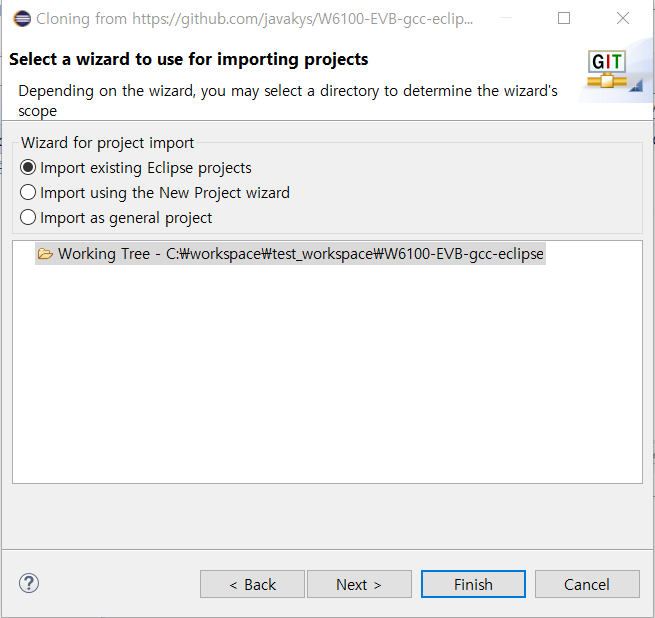 Cloning from https://github.com/javakys/W6100-EVB-gcc-eclip...
Select a wizard to use for importing projects
Depending on the wizard, you may select a directory to determine the wizard's
scope
GIT
Wizard for project import
Import existing Eclipse projects
Import using the New Project wizard
Import as general project
Working Tree - C:₩workspace₩test_workspace₩W6100-EVB-gcc-eclipse
?
< Back
Next >
Finish
Cancel